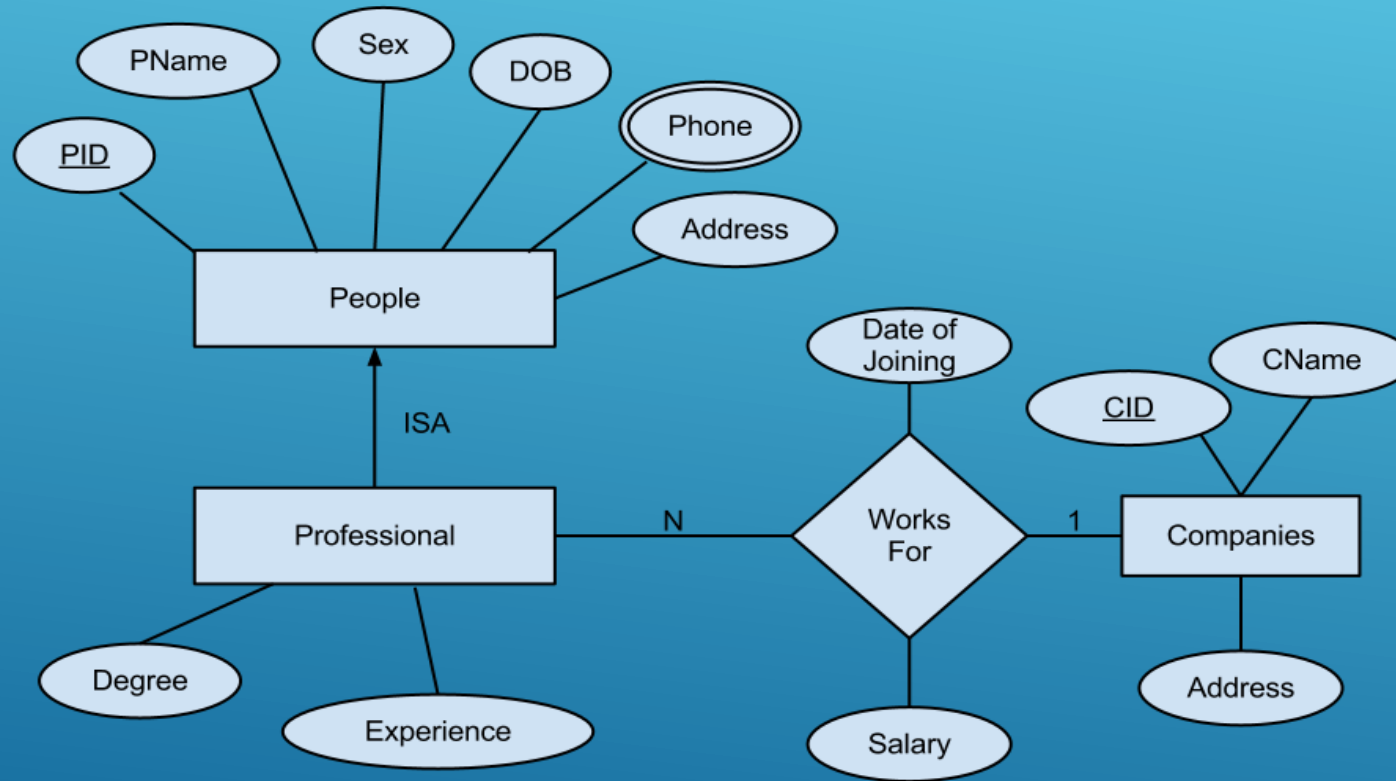 PName
Sex
DOB
Phone
PID
Address
People
Date of
Joining
CName
CID
ISA
N
Works
For
1
Professional
Companies
Degree
Experience
Address
Salary